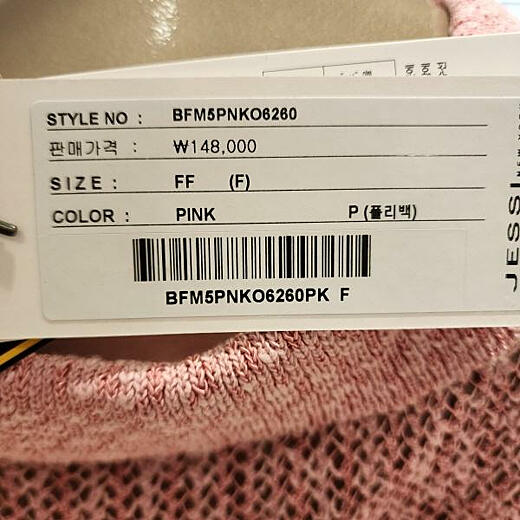 STYLE NO : BFM5PNKO6260
판매가격 : ₩148,000
SIZE : FF (F)
COLOR : PINK P (폴리백)
BFM5PNKO6260PK F
JESSI